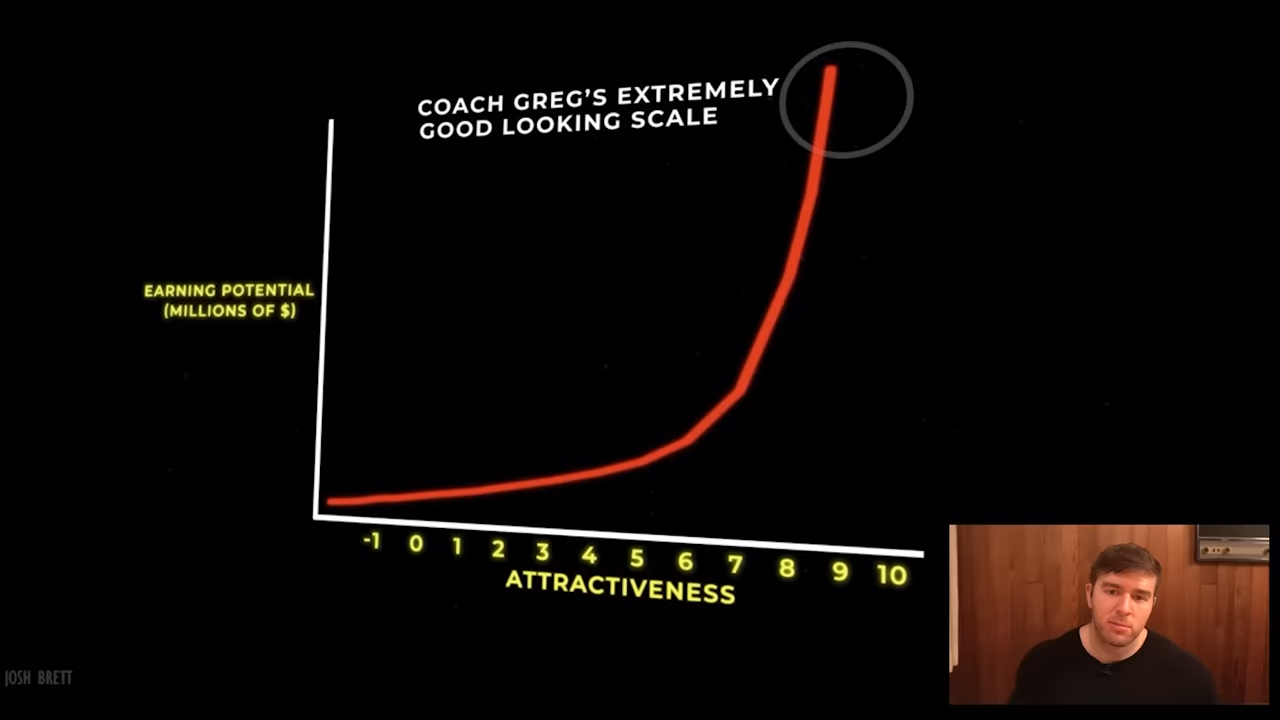 COACH GREG'S EXTREMELY
GOOD LOOKING SCALE
EARNING POTENTIAL
(MILLIONS OF $)
-1 0 1 2 3 4 5 6 7 8 9 10
ATTRACTIVENESS
JOSH BRETT